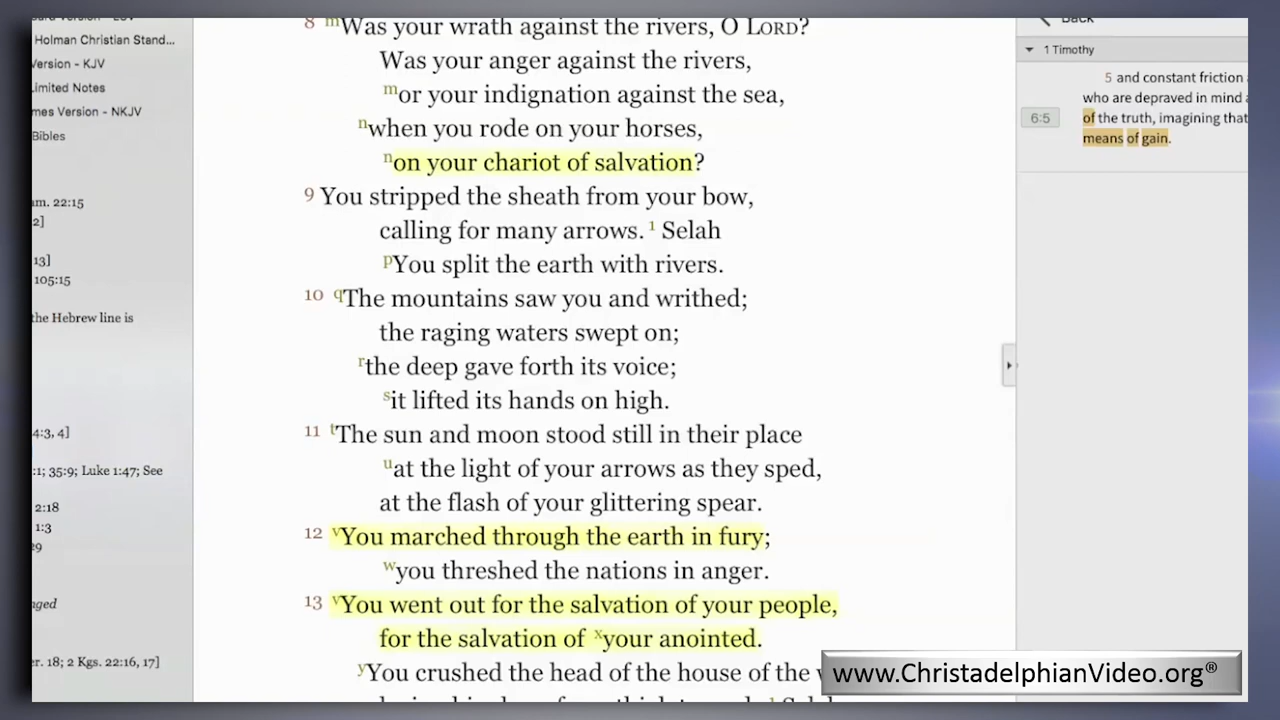 Holman Christian Stand...
Version - KJV
imited Notes
mes Version - NKJV
Bibles
m. 22:15
2]
13]
105:15
the Hebrew line is
4:3, 4]
:1; 35:9; Luke 1:47; See
2:18
1:3
29
aged
er. 18; 2 Kgs. 22:16, 17]
8 mWas your wrath against the rivers, O LORD?
Was your anger against the rivers,
mor your indignation against the sea,
nwhen you rode on your horses,
non your chariot of salvation?
9 You stripped the sheath from your bow,
calling for many arrows. 1 Selah
pYou split the earth with rivers.
10 qThe mountains saw you and writhed;
the raging waters swept on;
rthe deep gave forth its voice;
sit lifted its hands on high.
11 tThe sun and moon stood still in their place
uat the light of your arrows as they sped,
at the flash of your glittering spear.
12 vYou marched through the earth in fury;
wyou threshed the nations in anger.
13 vYou went out for the salvation of your people,
for the salvation of xyour anointed.
yYou crushed the head of the house of the
Back
1 Timothy
5 and constant friction
who are depraved in mind
6:5 of the truth, imagining that
means of gain.
www.ChristadelphianVideo.org®